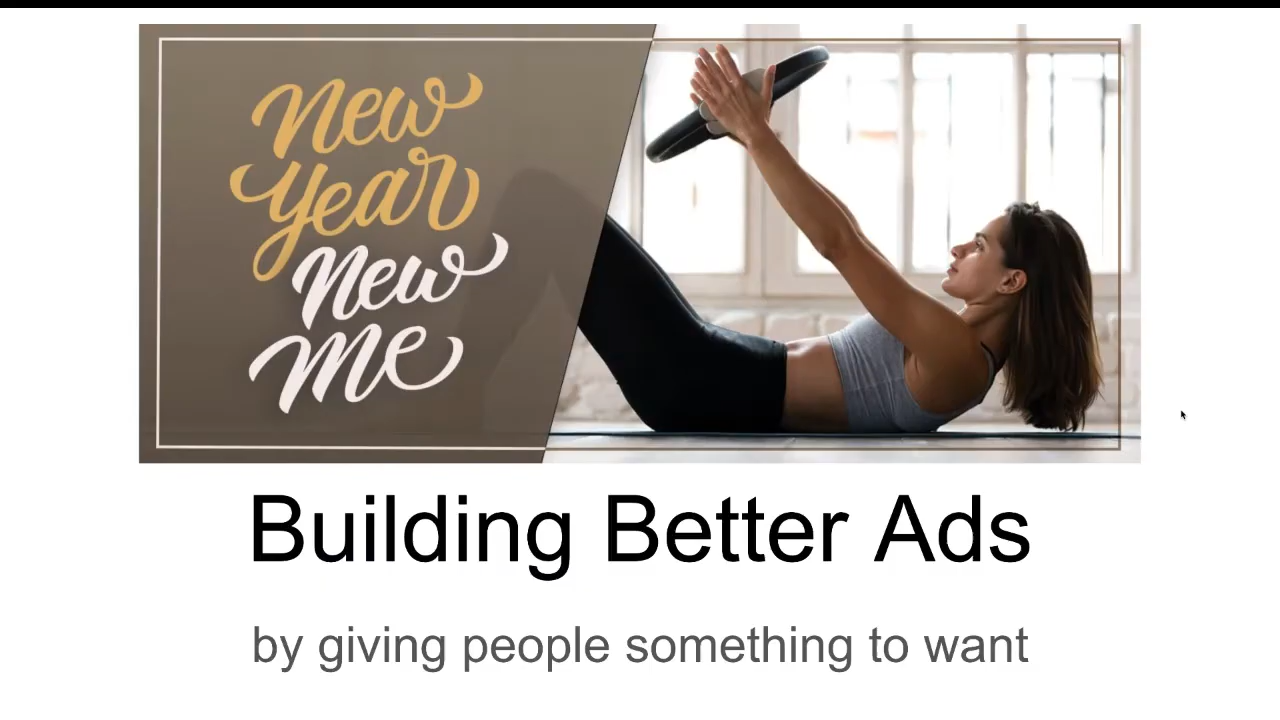 New
Year
New
Me
Building Better Ads
by giving people something to want